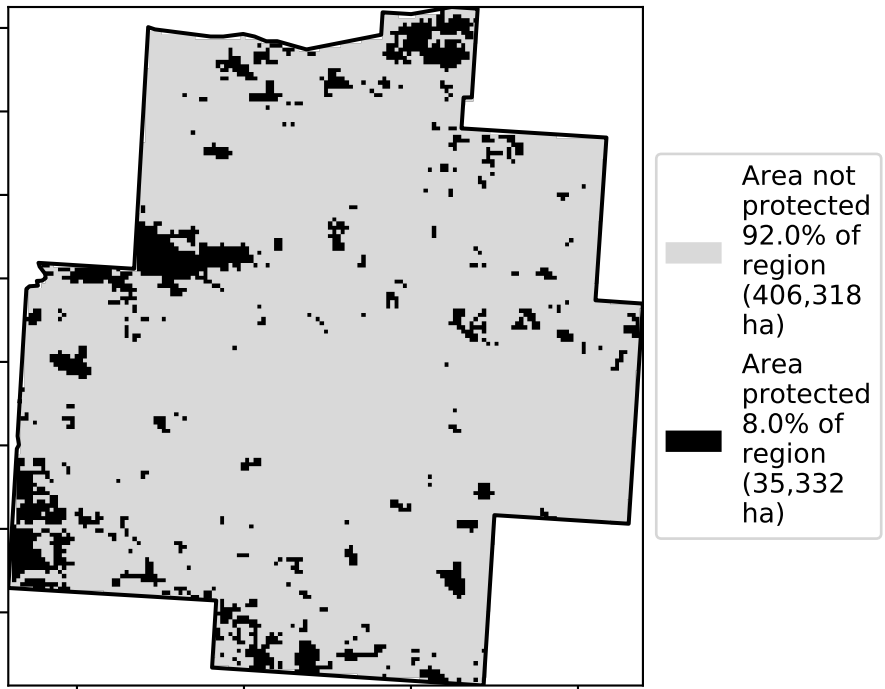 Area not
protected
92.0% of
region
(406,318
ha)
Area
protected
8.0% of
region
(35,332
ha)